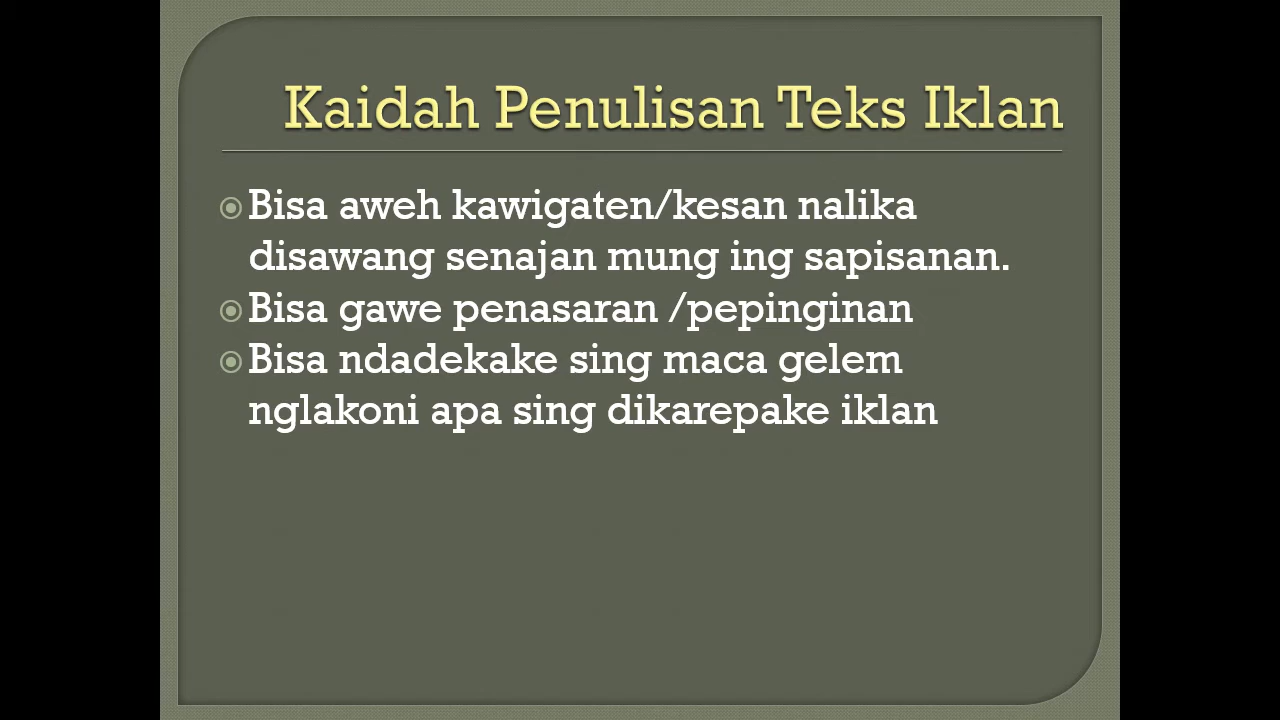 Kaidah Penulisan Teks Iklan
Bisa aweh kawigaten/kesan nalika
disawang senajan mung ing sapisanan.
Bisa gawe penasaran /pepinginan
Bisa ndadekake sing maca gelem
nglakoni apa sing dikarepake iklan